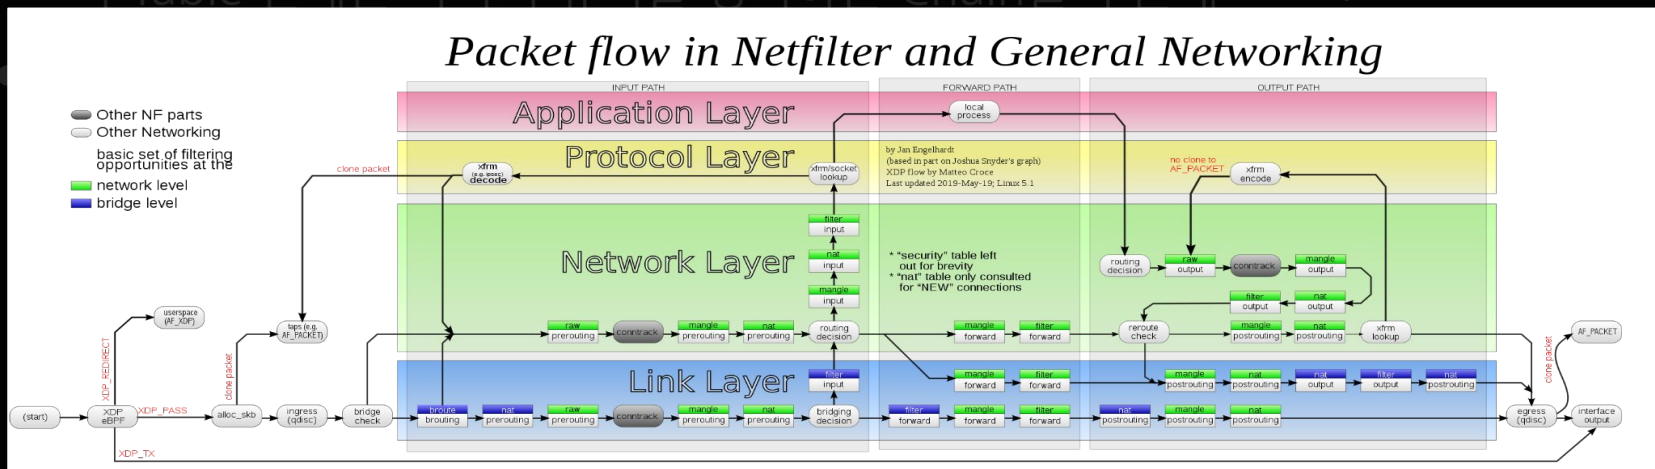 Packet flow in Netfilter and General Networking
INPUT PATH
FORWARD PATH
OUTPUT PATH
Other NF parts
Other Networking
basic set of filtering
opportunities at the
network level
bridge level
Application Layer
local
process
Protocol Layer
clone packet
xfrm
(e.g. ipsec)
decode
xfrm/socket
lookup
by Jan Engelhardt
(based in part on Joshua Snyder's graph)
XDP flow by Matteo Croce
Last updated 2019-May-19; Linux 5.1
no clone to
AF_PACKET
xfrm
encode
Network Layer
filter
input
nat
input
mangle
input
* "security" table left
out for brevity
* "nat" table only consulted
for "NEW" connections
routing
decision
raw
output
conntrack
mangle
output
filter
output
nat
output
userspace
(AF_XDP)
taps (e.g.
AF_PACKET)
raw
prerouting
conntrack
mangle
prerouting
nat
prerouting
routing
decision
mangle
forward
filter
forward
reroute
check
mangle
postrouting
nat
postrouting
xfrm
lookup
AF_PACKET
XDP_REDIRECT
clone packet
clone packet
Link Layer
filter
input
mangle
forward
filter
forward
mangle
postrouting
nat
postrouting
nat
output
filter
output
nat
postrouting
(start)
XDP
eBPF
XDP_PASS
alloc_skb
ingress
(qdisc)
bridge
check
broute
brouting
nat
prerouting
raw
prerouting
conntrack
mangle
prerouting
nat
prerouting
bridging
decision
filter
forward
mangle
forward
filter
forward
nat
postrouting
mangle
postrouting
nat
postrouting
egress
(qdisc)
interface
output
XDP_TX